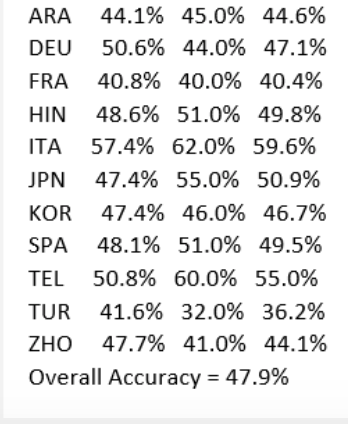 ARA 44.1% 45.0% 44.6%
DEU 50.6% 44.0% 47.1%
FRA 40.8% 40.0% 40.4%
HIN 48.6% 51.0% 49.8%
ITA 57.4% 62.0% 59.6%
JPN 47.4% 55.0% 50.9%
KOR 47.4% 46.0% 46.7%
SPA 48.1% 51.0% 49.5%
TEL 50.8% 60.0% 55.0%
TUR 41.6% 32.0% 36.2%
ZHO 47.7% 41.0% 44.1%
Overall Accuracy = 47.9%